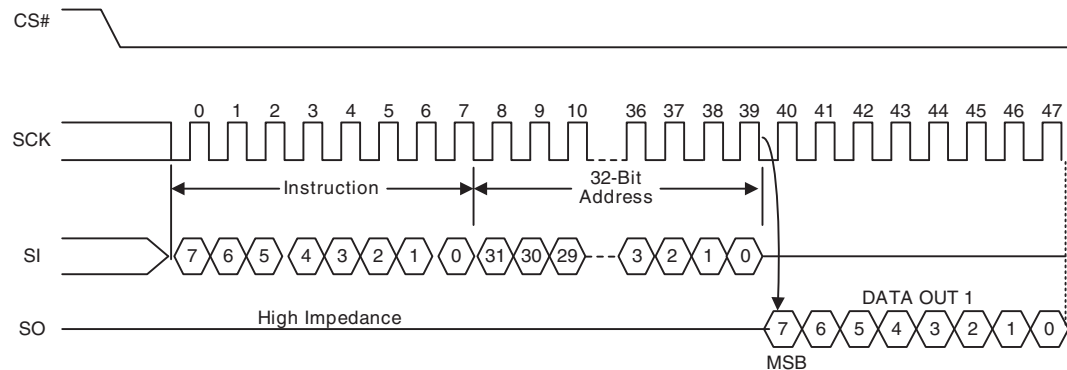 CS#
0 1 2 3 4 5 6 7 8 9 10 36 37 38 39 40 41 42 43 44 45 46 47
SCK
Instruction
32-Bit
Address
SI
7 6 5 4 3 2 1 0 31 30 29 3 2 1 0
DATA OUT 1
SO
High Impedance
7 6 5 4 3 2 1 0
MSB